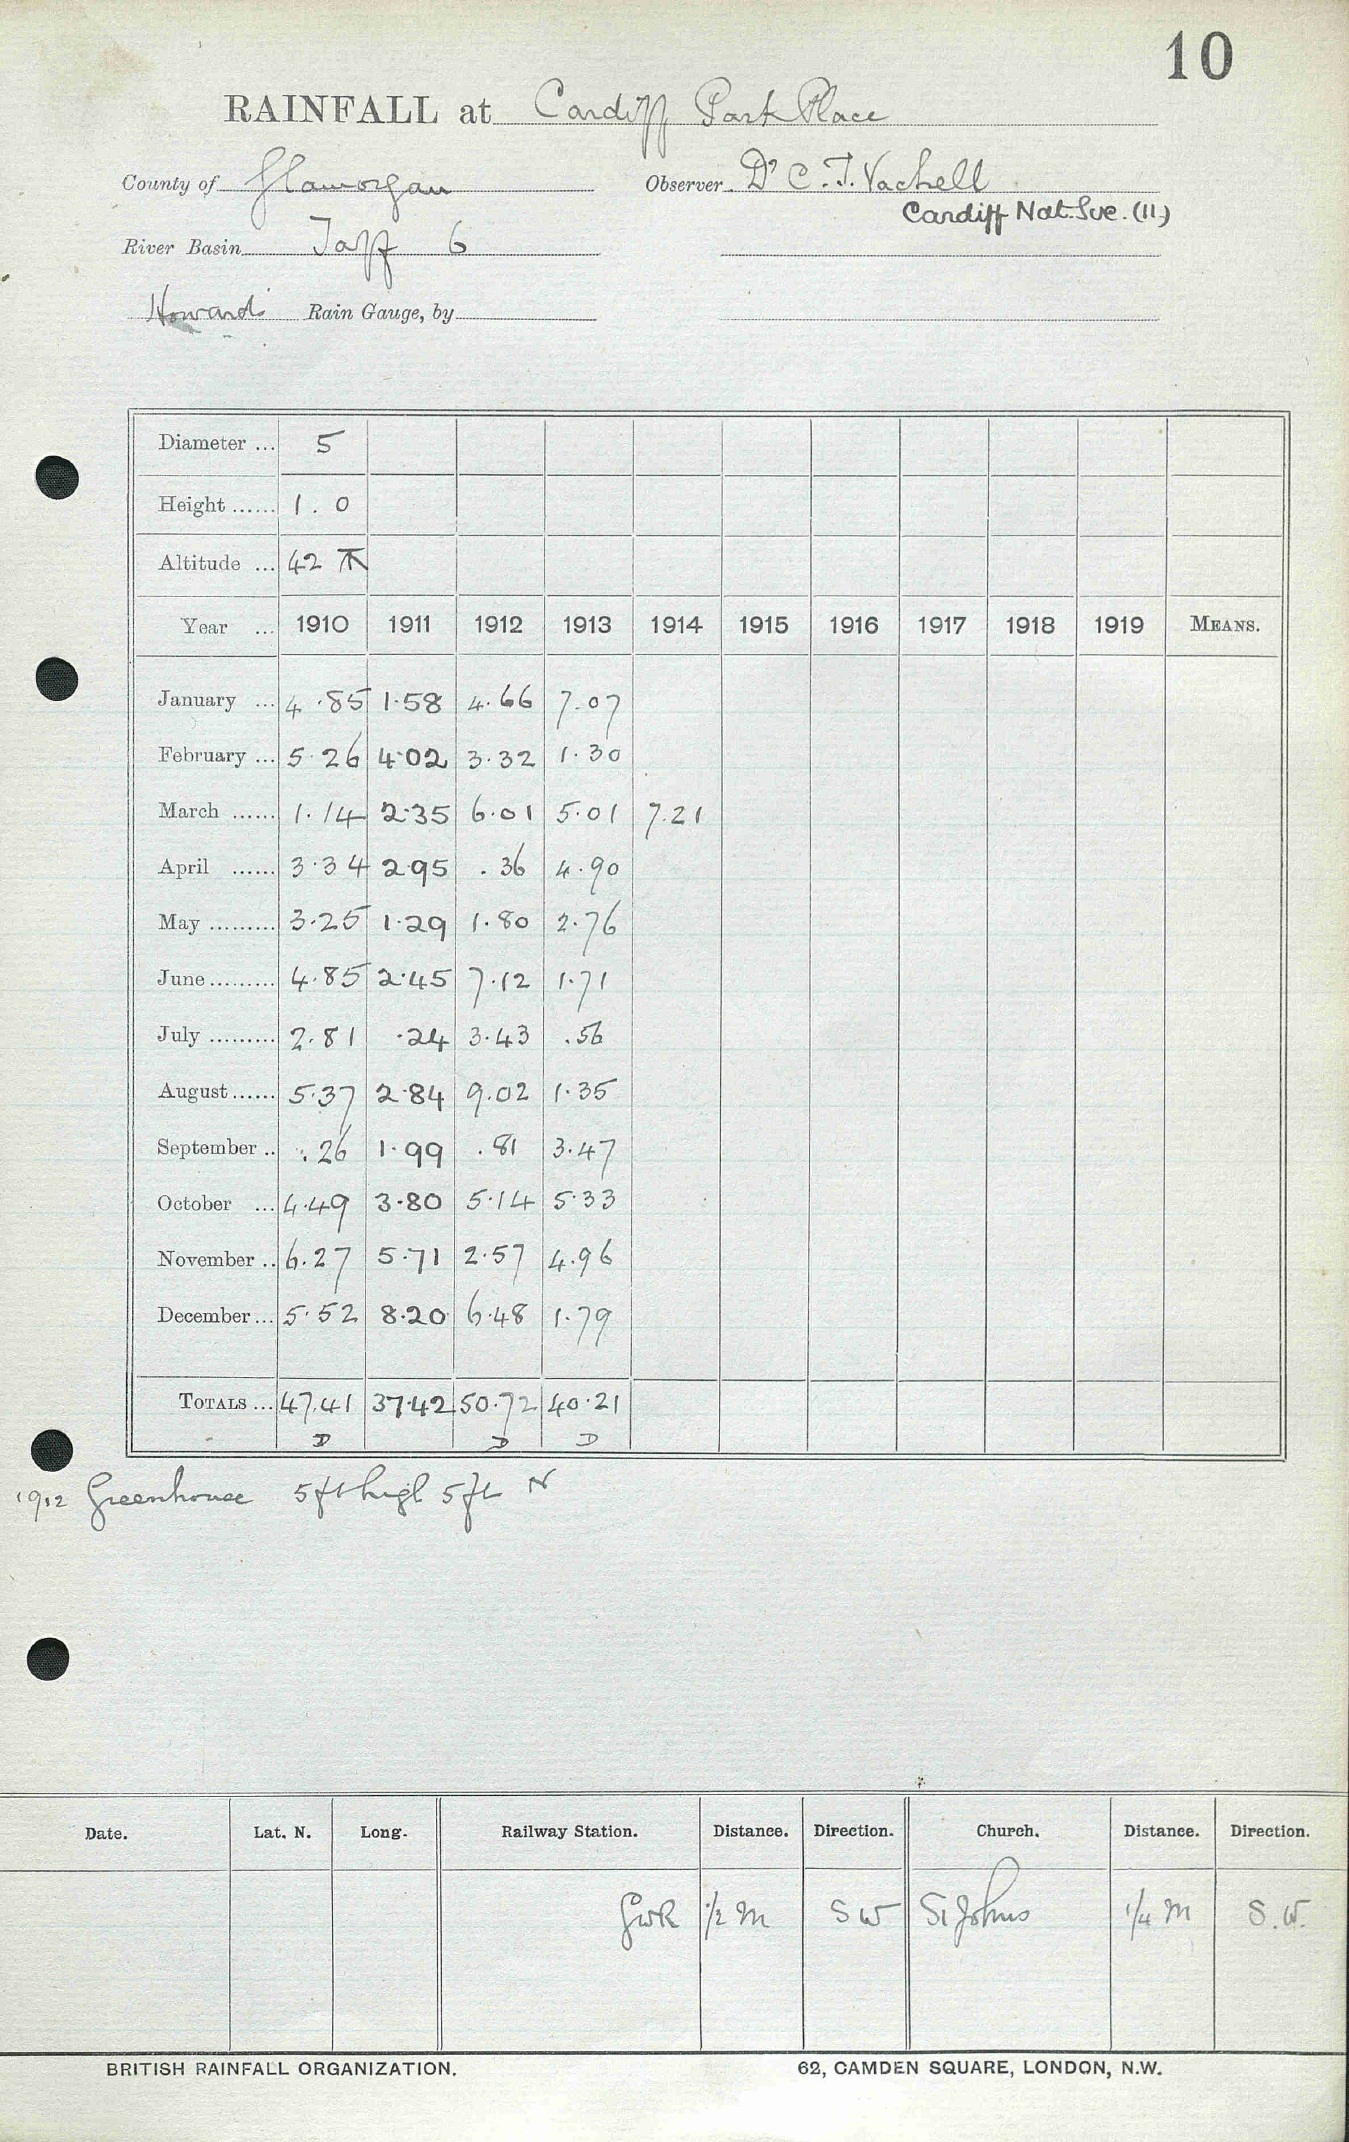 10
RAINFALL at Cardiff Park Place
County of Glamorgan Observer Dr C. T. Vachell
Cardiff Nat. Soc. (11)
River Basin Taff 6
Howard's Rain Gauge, by
Diameter ... 5
Height ...... 1 . 0
Altitude ... 42
Year ... 1910 1911 1912 1913 1914 1915 1916 1917 1918 1919 MEANS.
January ... 4.85 1.58 4.66 7.07
February ... 5.26 4.02 3.32 1.30
March ...... 1.14 2.35 6.01 5.01 7.21
April ...... 3.34 2.95 .36 4.90
May ......... 3.25 1.29 1.80 2.76
June ......... 4.85 2.45 7.12 1.71
July ......... 2.81 .24 3.43 .56
August ...... 5.37 2.84 9.02 1.35
September .. .26 1.99 .81 3.47
October ... 4.49 3.80 5.14 5.33
November .. 6.27 5.71 2.57 4.96
December ... 5.52 8.20 6.48 1.79
TOTALS ... 47.41 37.42 50.72 40.21
D D D
1912 Greenhouse 5ft high 5ft N
Date. Lat. N. Long. Railway Station. Distance. Direction. Church. Distance. Direction.
GWR 1/2 m S W St Johns 1/4 m S.W.
BRITISH RAINFALL ORGANIZATION. 62, CAMDEN SQUARE, LONDON, N.W.